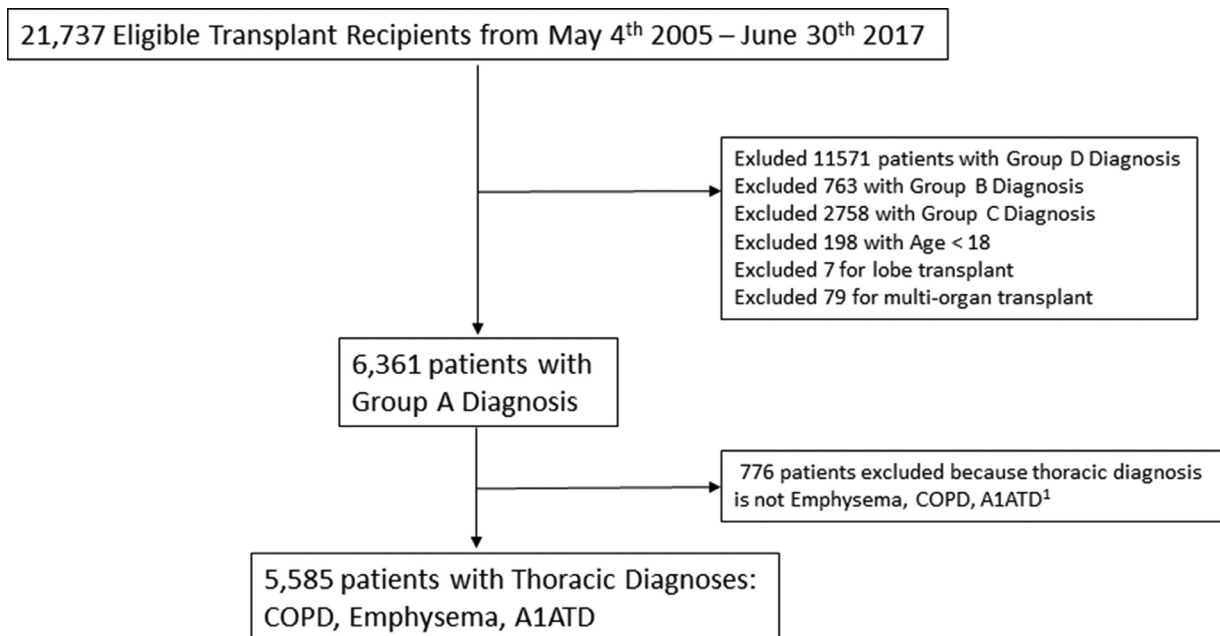 21,737 Eligible Transplant Recipients from May 4th 2005 – June 30th 2017
Exluded 11571 patients with Group D Diagnosis
Excluded 763 with Group B Diagnosis
Excluded 2758 with Group C Diagnosis
Excluded 198 with Age < 18
Excluded 7 for lobe transplant
Excluded 79 for multi-organ transplant
6,361 patients with
Group A Diagnosis
776 patients excluded because thoracic diagnosis
is not Emphysema, COPD, A1ATD1
5,585 patients with Thoracic Diagnoses:
COPD, Emphysema, A1ATD